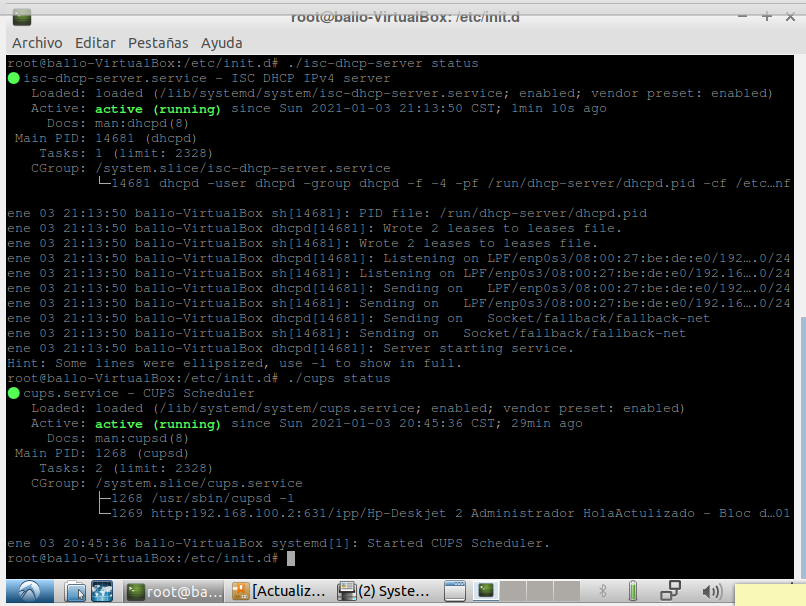 root@ballo-VirtualBox: /etc/init.d
Archivo Editar Pestañas Ayuda
root@ballo-VirtualBox:/etc/init.d# ./isc-dhcp-server status
● isc-dhcp-server.service - ISC DHCP IPv4 server
Loaded: loaded (/lib/systemd/system/isc-dhcp-server.service; enabled; vendor preset: enabled)
Active: active (running) since Sun 2021-01-03 21:13:50 CST; 1min 10s ago
Docs: man:dhcpd(8)
Main PID: 14681 (dhcpd)
Tasks: 1 (limit: 2328)
CGroup: /system.slice/isc-dhcp-server.service
└─14681 dhcpd -user dhcpd -group dhcpd -f -4 -pf /run/dhcp-server/dhcpd.pid -cf /etc…nf
ene 03 21:13:50 ballo-VirtualBox sh[14681]: PID file: /run/dhcp-server/dhcpd.pid
ene 03 21:13:50 ballo-VirtualBox dhcpd[14681]: Wrote 2 leases to leases file.
ene 03 21:13:50 ballo-VirtualBox sh[14681]: Wrote 2 leases to leases file.
ene 03 21:13:50 ballo-VirtualBox dhcpd[14681]: Listening on LPF/enp0s3/08:00:27:be:de:e0/192….0/24
ene 03 21:13:50 ballo-VirtualBox sh[14681]: Listening on LPF/enp0s3/08:00:27:be:de:e0/192.16….0/24
ene 03 21:13:50 ballo-VirtualBox dhcpd[14681]: Sending on   LPF/enp0s3/08:00:27:be:de:e0/192….0/24
ene 03 21:13:50 ballo-VirtualBox sh[14681]: Sending on   LPF/enp0s3/08:00:27:be:de:e0/192.16….0/24
ene 03 21:13:50 ballo-VirtualBox dhcpd[14681]: Sending on   Socket/fallback/fallback-net
ene 03 21:13:50 ballo-VirtualBox sh[14681]: Sending on   Socket/fallback/fallback-net
ene 03 21:13:50 ballo-VirtualBox dhcpd[14681]: Server starting service.
Hint: Some lines were ellipsized, use -l to show in full.
root@ballo-VirtualBox:/etc/init.d# ./cups status
● cups.service - CUPS Scheduler
Loaded: loaded (/lib/systemd/system/cups.service; enabled; vendor preset: enabled)
Active: active (running) since Sun 2021-01-03 20:45:36 CST; 29min ago
Docs: man:cupsd(8)
Main PID: 1268 (cupsd)
Tasks: 2 (limit: 2328)
CGroup: /system.slice/cups.service
├─1268 /usr/sbin/cupsd -l
└─1269 http:192.168.100.2:631/ipp/Hp-Deskjet 2 Administrador HolaActulizado - Bloc d…01
ene 03 20:45:36 ballo-VirtualBox systemd[1]: Started CUPS Scheduler.
root@ballo-VirtualBox:/etc/init.d#
root@ba... [Actualiz... (2) Syste...